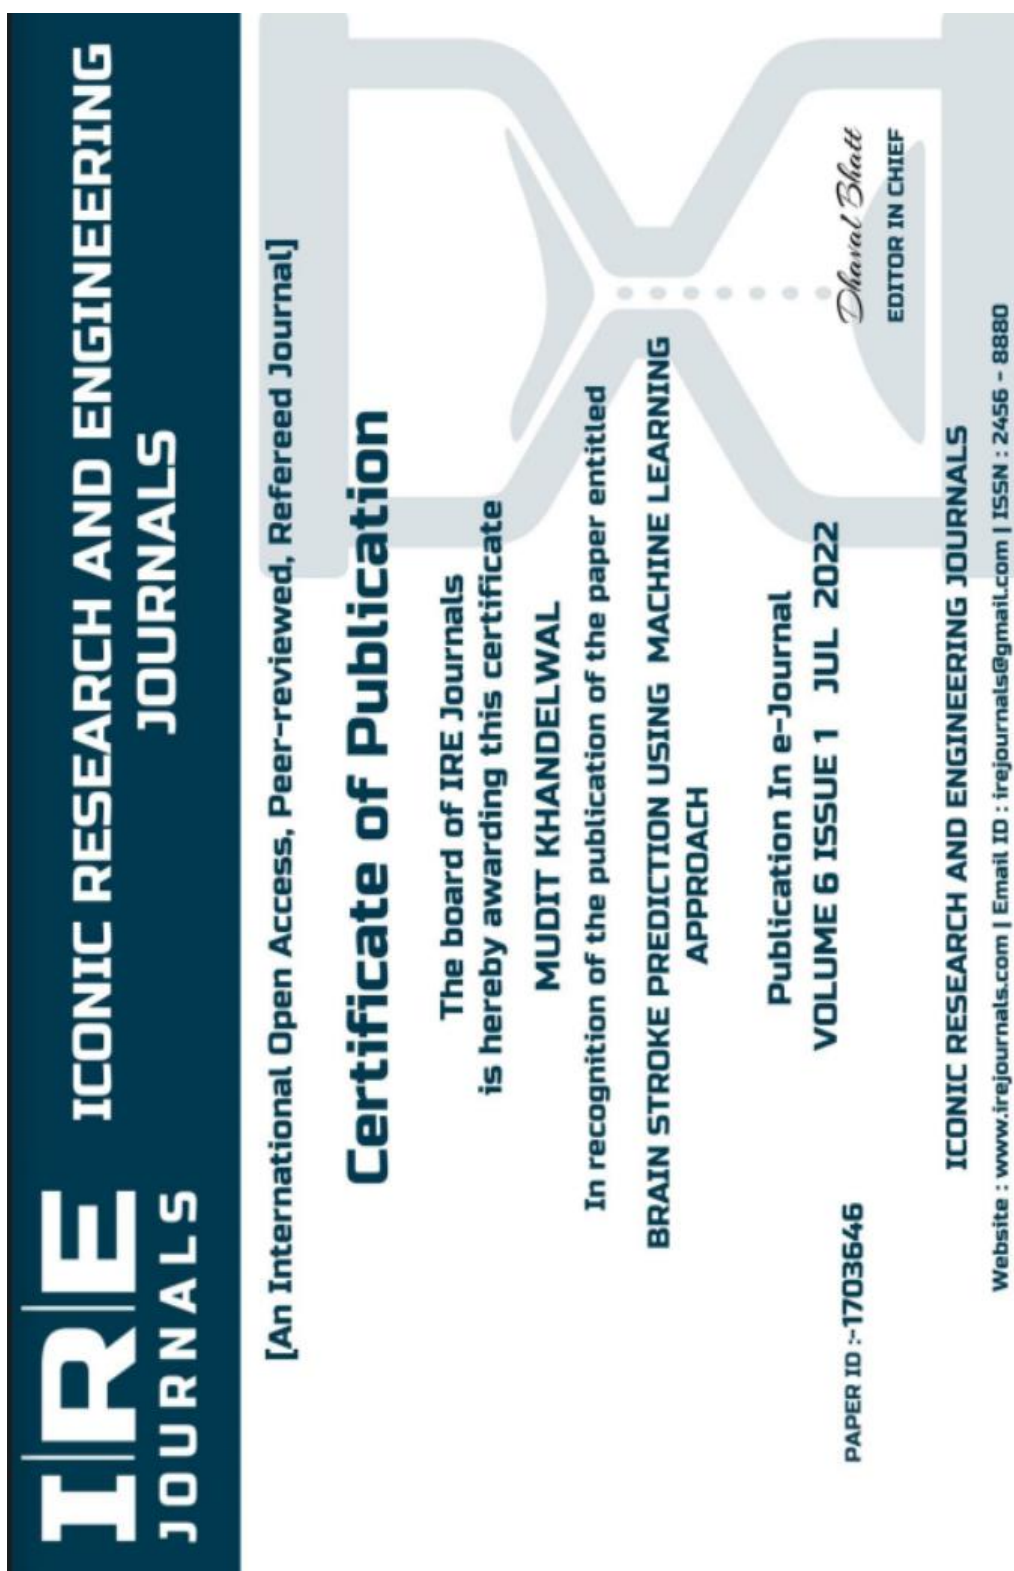 IRE
JOURNALS
ICONIC RESEARCH AND ENGINEERING
JOURNALS
[An International Open Access, Peer-reviewed, Refereed Journal]
Certificate of Publication
The board of IRE Journals
is hereby awarding this certificate
MUDIT KHANDELWAL
In recognition of the publication of the paper entitled
BRAIN STROKE PREDICTION USING MACHINE LEARNING
APPROACH
Publication In e-Journal
VOLUME 6 ISSUE 1 JUL 2022
PAPER ID :-1703646
Dhaval Bhatt
EDITOR IN CHIEF
ICONIC RESEARCH AND ENGINEERING JOURNALS
Website : www.irejournals.com | Email ID : irejournals@gmail.com | ISSN : 2456 - 8880